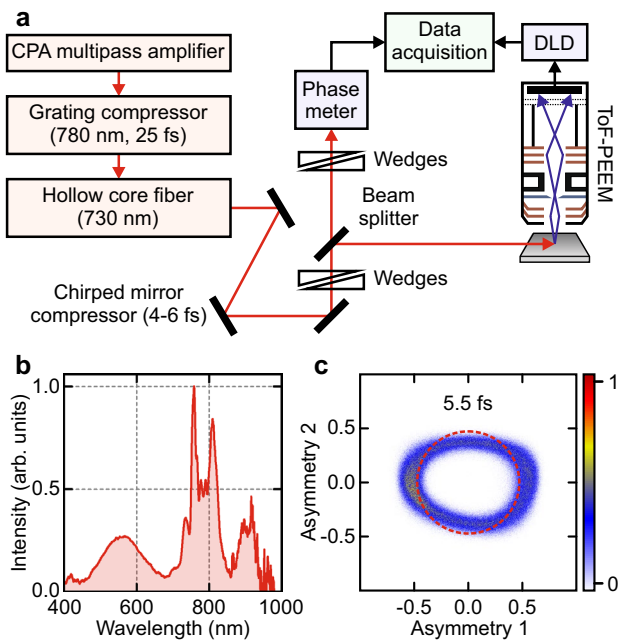 a
CPA multipass amplifier
Grating compressor
(780 nm, 25 fs)
Hollow core fiber
(730 nm)
Chirped mirror
compressor (4-6 fs)
Data
acquisition
DLD
Phase
meter
Wedges
Beam
splitter
Wedges
ToF-PEEM
b
Intensity (arb. units)
1.0
0.5
0.0
400
600
800
1000
Wavelength (nm)
c
5.5 fs
Asymmetry 2
0.5
0.0
-0.5
-0.5
0.0
0.5
Asymmetry 1
1
0